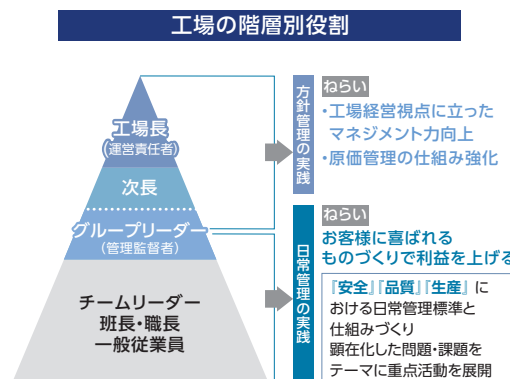 工場の階層別役割
工場長
(運営責任者)
次長
グループリーダー
(管理監督者)
チームリーダー
班長・職長
一般従業員
方針管理の実践
ねらい
・工場経営視点に立った
マネジメント力向上
・原価管理の仕組み強化
日常管理の実践
ねらい
お客様に喜ばれる
ものづくりで利益を上げる
『安全』『品質』『生産』に
おける日常管理標準と
仕組みづくり
顕在化した問題・課題を
テーマに重点活動を展開